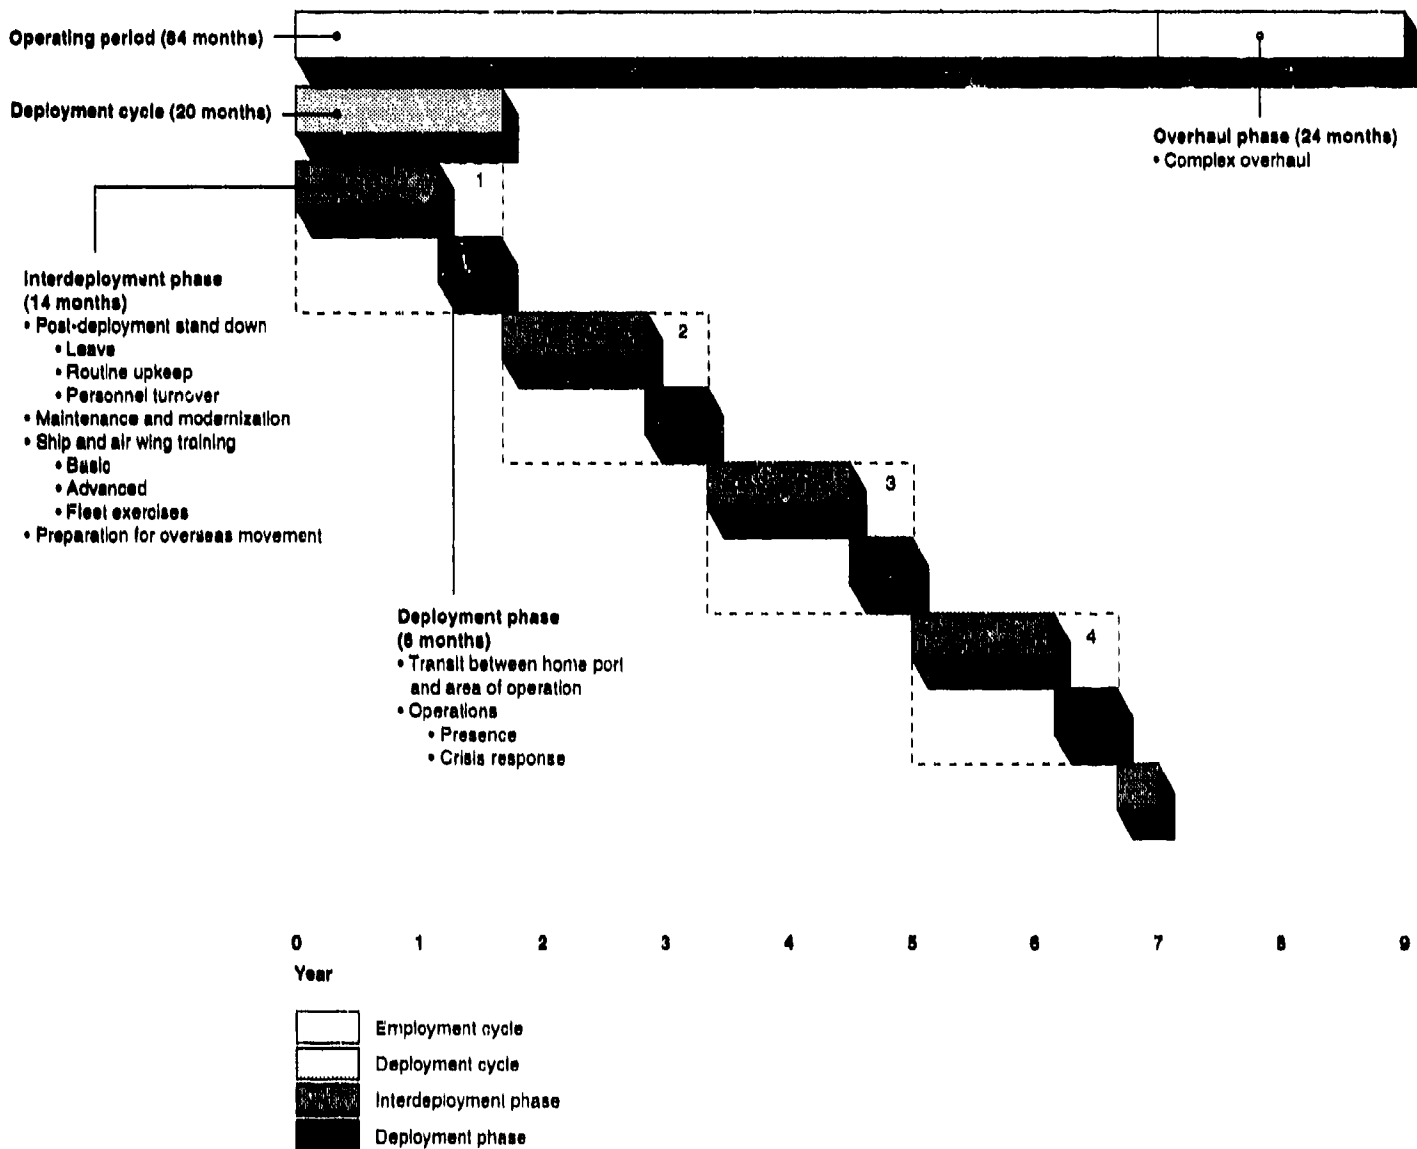 Operating period (84 months)
Deployment cycle (20 months)
Overhaul phase (24 months)
• Complex overhaul
1
Interdeployment phase
(14 months)
• Post-deployment stand down
• Leave
• Routine upkeep
• Personnel turnover
• Maintenance and modernization
• Ship and air wing training
• Basic
• Advanced
• Fleet exercises
• Preparation for overseas movement
2
3
Deployment phase
(6 months)
• Transit between home port
and area of operation
• Operations
• Presence
• Crisis response
4
0 1 2 3 4 5 6 7 8 9
Year
Employment cycle
Deployment cycle
Interdeployment phase
Deployment phase